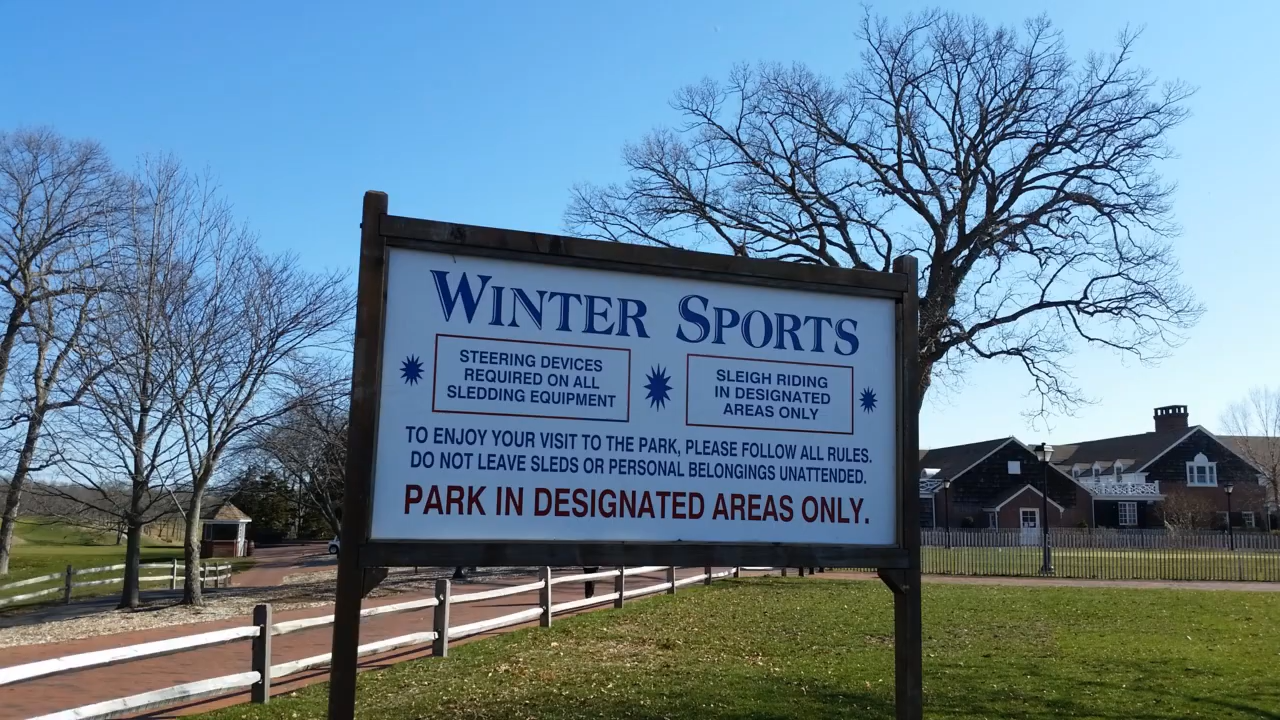 WINTER SPORTS
STEERING DEVICES
REQUIRED ON ALL
SLEDDING EQUIPMENT
SLEIGH RIDING
IN DESIGNATED
AREAS ONLY
TO ENJOY YOUR VISIT TO THE PARK, PLEASE FOLLOW ALL RULES.
DO NOT LEAVE SLEDS OR PERSONAL BELONGINGS UNATTENDED.
PARK IN DESIGNATED AREAS ONLY.